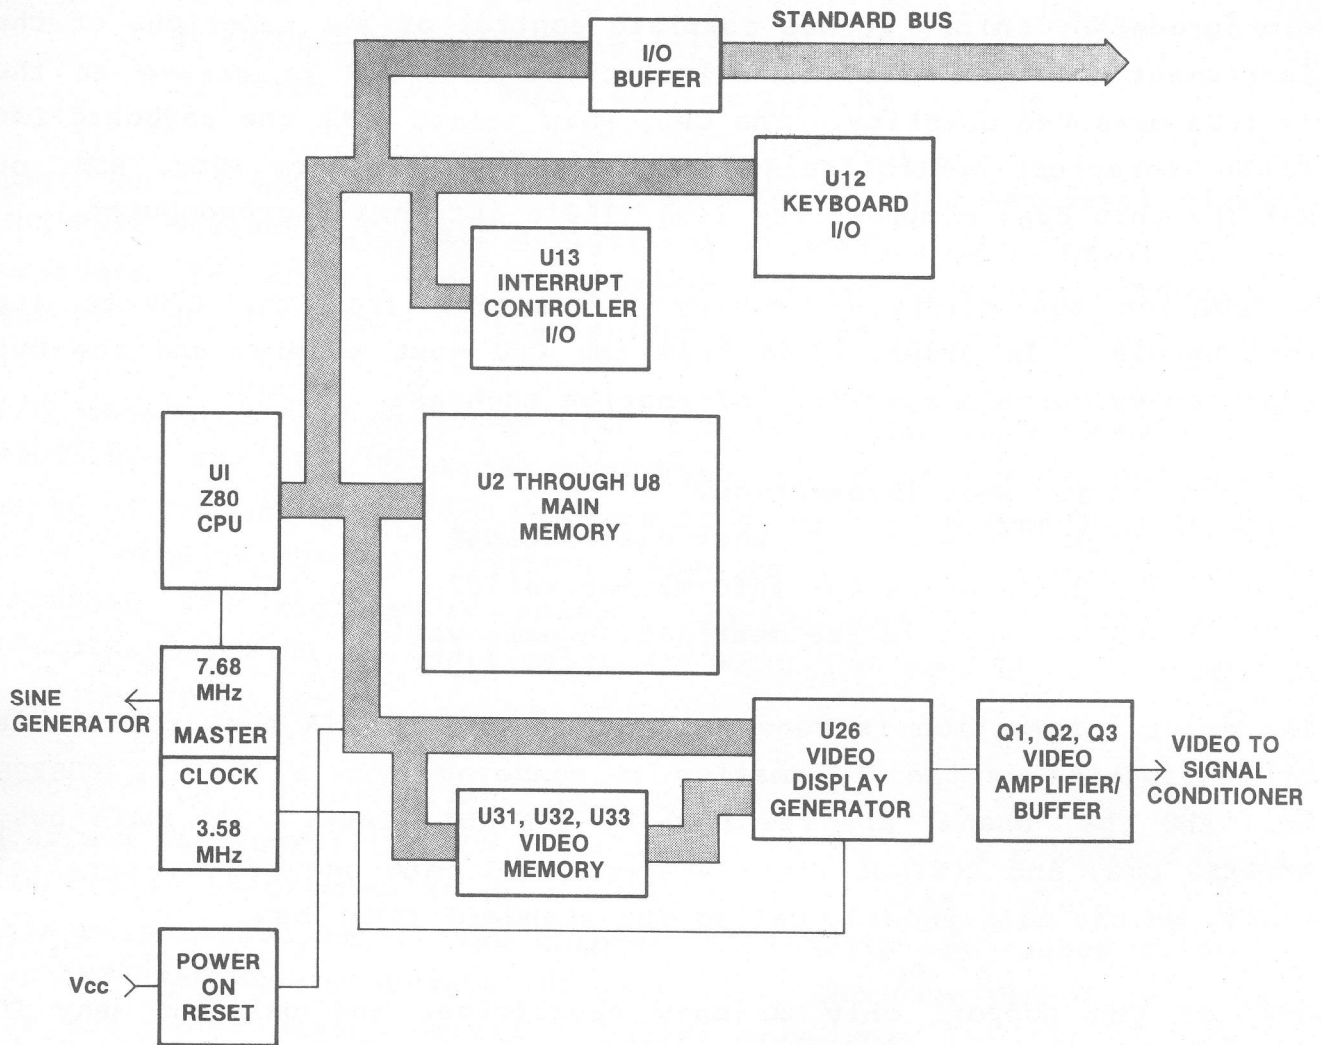 STANDARD BUS
I/O
BUFFER
U12
KEYBOARD
I/O
U13
INTERRUPT
CONTROLLER
I/O
UI
Z80
CPU
U2 THROUGH U8
MAIN
MEMORY
7.68
MHz
MASTER
CLOCK
3.58
MHz
SINE
GENERATOR
U26
VIDEO
DISPLAY
GENERATOR
Q1, Q2, Q3
VIDEO
AMPLIFIER/
BUFFER
VIDEO TO
SIGNAL
CONDITIONER
U31, U32, U33
VIDEO
MEMORY
Vcc
POWER
ON
RESET